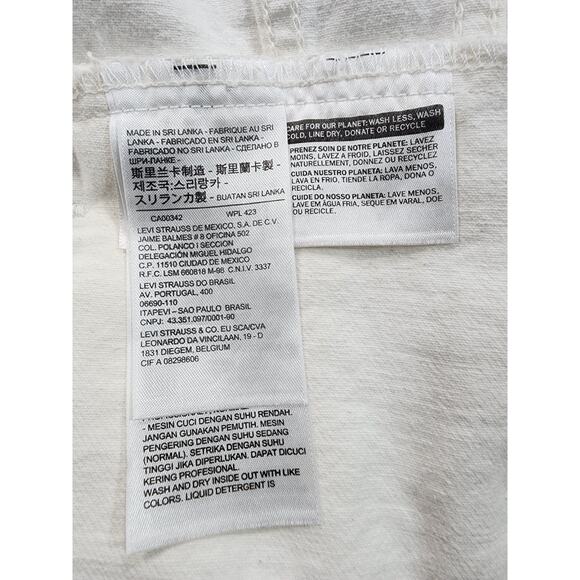 MADE IN SRI LANKA - FABRIQUE AU SRI
LANKA - FABRICADO EN SRI LANKA -
FABRICADO NO SRI LANKA - СДЕЛАНО В
ШРИ-ЛАНКЕ -
斯里兰卡制造 - 斯里蘭卡製 -
제조국:스리랑카 -
スリランカ製 - BUATAN SRI LANKA
CA00342 WPL 423
LEVI STRAUSS DE MEXICO, S.A. DE C.V.
JAIME BALMES # 8 OFICINA 502
COL. POLANCO I SECCION
DELEGACIÓN MIGUEL HIDALGO
C.P. 11510 CIUDAD DE MEXICO
R.F.C. LSM 660818 M-98 C.N.I.V. 3337
LEVI STRAUSS DO BRASIL
AV. PORTUGAL, 400
06690-110
ITAPEVI – SAO PAULO BRASIL
CNPJ: 43.351.097/0001-90
LEVI STRAUSS & CO. EU SCA/CVA
LEONARDO DA VINCILAAN, 19 - D
1831 DIEGEM, BELGIUM
CIF A 08298606
CARE FOR OUR PLANET: WASH LESS, WASH
COLD, LINE DRY, DONATE OR RECYCLE
PRENEZ SOIN DE NOTRE PLANETE: LAVEZ
MOINS, LAVEZ A FROID, LAISSEZ SECHER
NATURELLEMENT, DONNEZ OU RECYCLEZ
CUIDA NUESTRO PLANETA: LAVA MENOS,
LAVA EN FRIO, TIENDE LA ROPA, DONA O
RECICLA
CUIDE DO NOSSO PLANETA: LAVE MENOS,
LAVE EM ÁGUA FRIA, SEQUE EM VARAL, DOE
OU RECICLE
- MESIN CUCI DENGAN SUHU RENDAH.
JANGAN GUNAKAN PEMUTIH. MESIN
PENGERING DENGAN SUHU SEDANG
(NORMAL). SETRIKA DENGAN SUHU
TINGGI JIKA DIPERLUKAN. DAPAT DICUCI
KERING PROFESIONAL.
WASH AND DRY INSIDE OUT WITH LIKE
COLORS. LIQUID DETERGENT IS